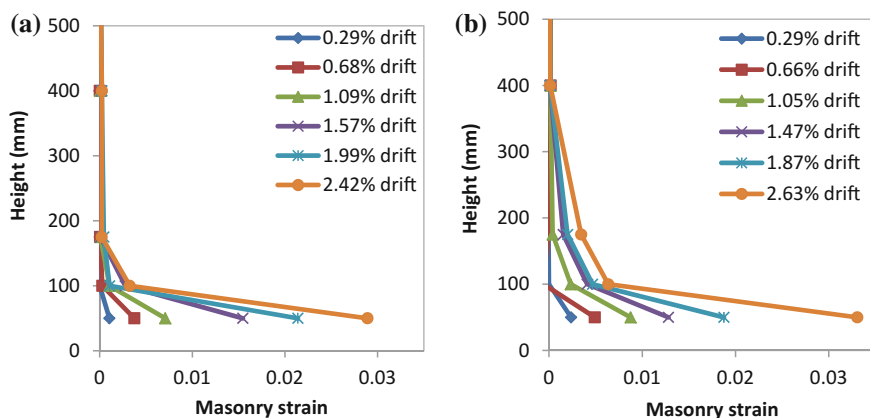 (a)
500
400
300
200
100
0
Height (mm)
0
0.01
0.02
0.03
Masonry strain
0.29% drift
0.68% drift
1.09% drift
1.57% drift
1.99% drift
2.42% drift
(b)
500
400
300
200
100
0
Height (mm)
0
0.01
0.02
0.03
Masonry strain
0.29% drift
0.66% drift
1.05% drift
1.47% drift
1.87% drift
2.63% drift